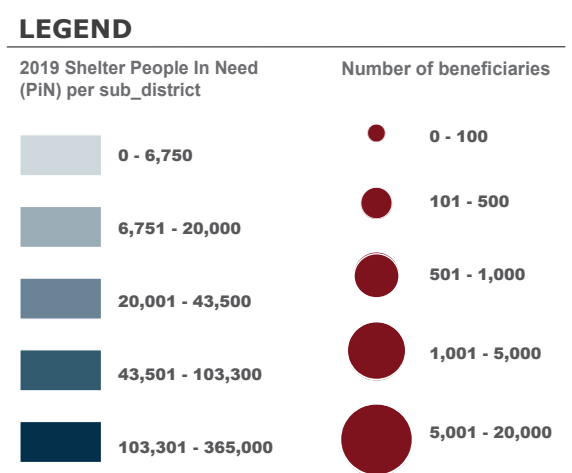 LEGEND
2019 Shelter People In Need
(PiN) per sub_district
0 - 6,750
6,751 - 20,000
20,001 - 43,500
43,501 - 103,300
103,301 - 365,000
Number of beneficiaries
0 - 100
101 - 500
501 - 1,000
1,001 - 5,000
5,001 - 20,000